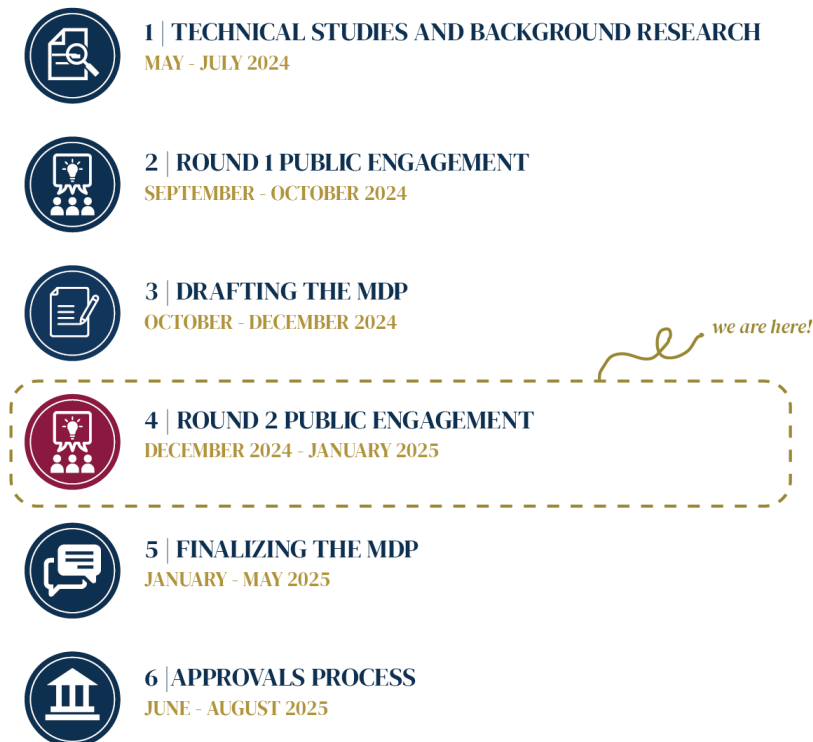 1 | TECHNICAL STUDIES AND BACKGROUND RESEARCH
MAY - JULY 2024
2 | ROUND 1 PUBLIC ENGAGEMENT
SEPTEMBER - OCTOBER 2024
3 | DRAFTING THE MDP
OCTOBER - DECEMBER 2024
we are here!
4 | ROUND 2 PUBLIC ENGAGEMENT
DECEMBER 2024 - JANUARY 2025
5 | FINALIZING THE MDP
JANUARY - MAY 2025
6 |APPROVALS PROCESS
JUNE - AUGUST 2025